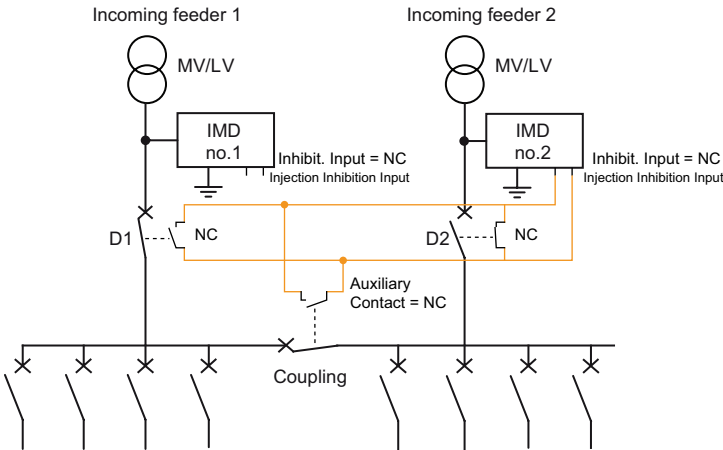 Incoming feeder 1
Incoming feeder 2
MV/LV
MV/LV
IMD
no.1
Inhibit. Input = NC
Injection Inhibition Input
IMD
no.2
Inhibit. Input = NC
Injection Inhibition Input
D1
NC
D2
NC
Auxiliary
Contact = NC
Coupling